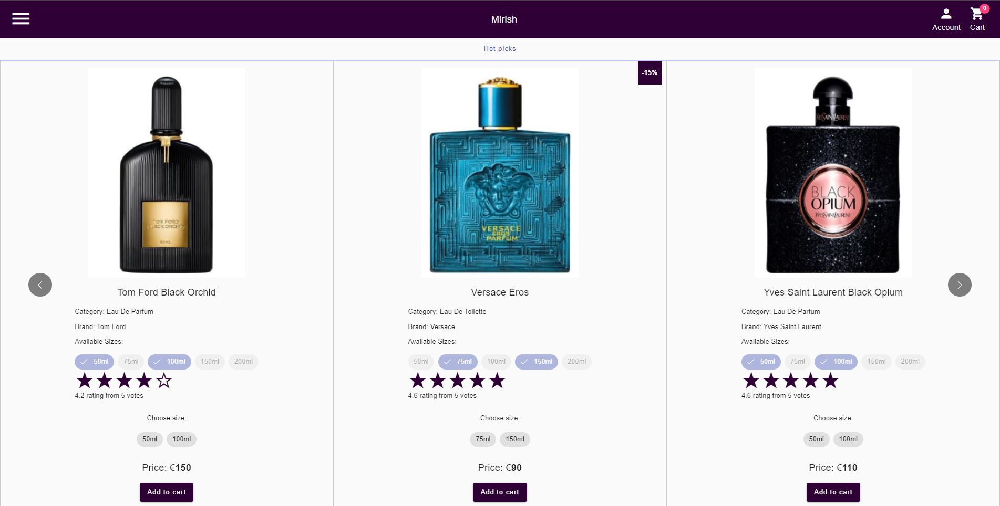 Mirish
Account
0
Cart
Hot picks
TF
TOM FORD
BLACK ORCHID
50 ML
Tom Ford Black Orchid
Category: Eau De Parfum
Brand: Tom Ford
Available Sizes:
50ml 75ml 100ml 150ml 200ml
4.2 rating from 5 votes
Choose size:
50ml 100ml
Price: €150
Add to cart
-15%
VERSACE
EROS
PARFUM
Versace Eros
Category: Eau De Toilette
Brand: Versace
Available Sizes:
50ml 75ml 100ml 150ml 200ml
4.6 rating from 5 votes
Choose size:
75ml 150ml
Price: €90
Add to cart
YVESSAINTLAURENT
BLACK
OPIUM
YVESSAINTLAURENT
Yves Saint Laurent Black Opium
Category: Eau De Parfum
Brand: Yves Saint Laurent
Available Sizes:
50ml 75ml 100ml 150ml 200ml
4.6 rating from 5 votes
Choose size:
50ml 100ml
Price: €110
Add to cart